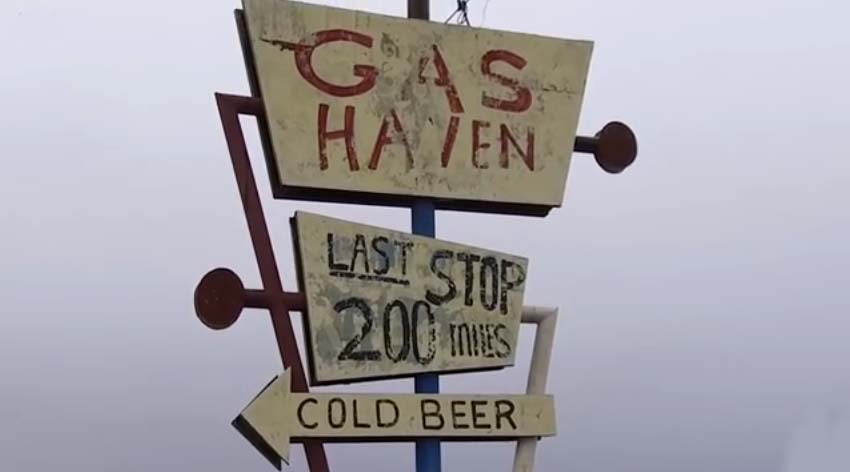 GAS
HAVEN
LAST STOP
200 MILES
COLD BEER